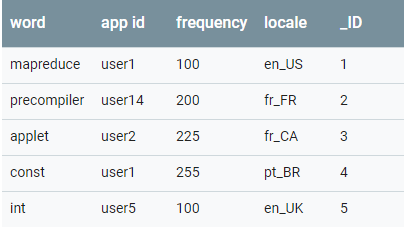 word app id frequency locale _ID
mapreduce user1 100 en_US 1
precompiler user14 200 fr_FR 2
applet user2 225 fr_CA 3
const user1 255 pt_BR 4
int user5 100 en_UK 5